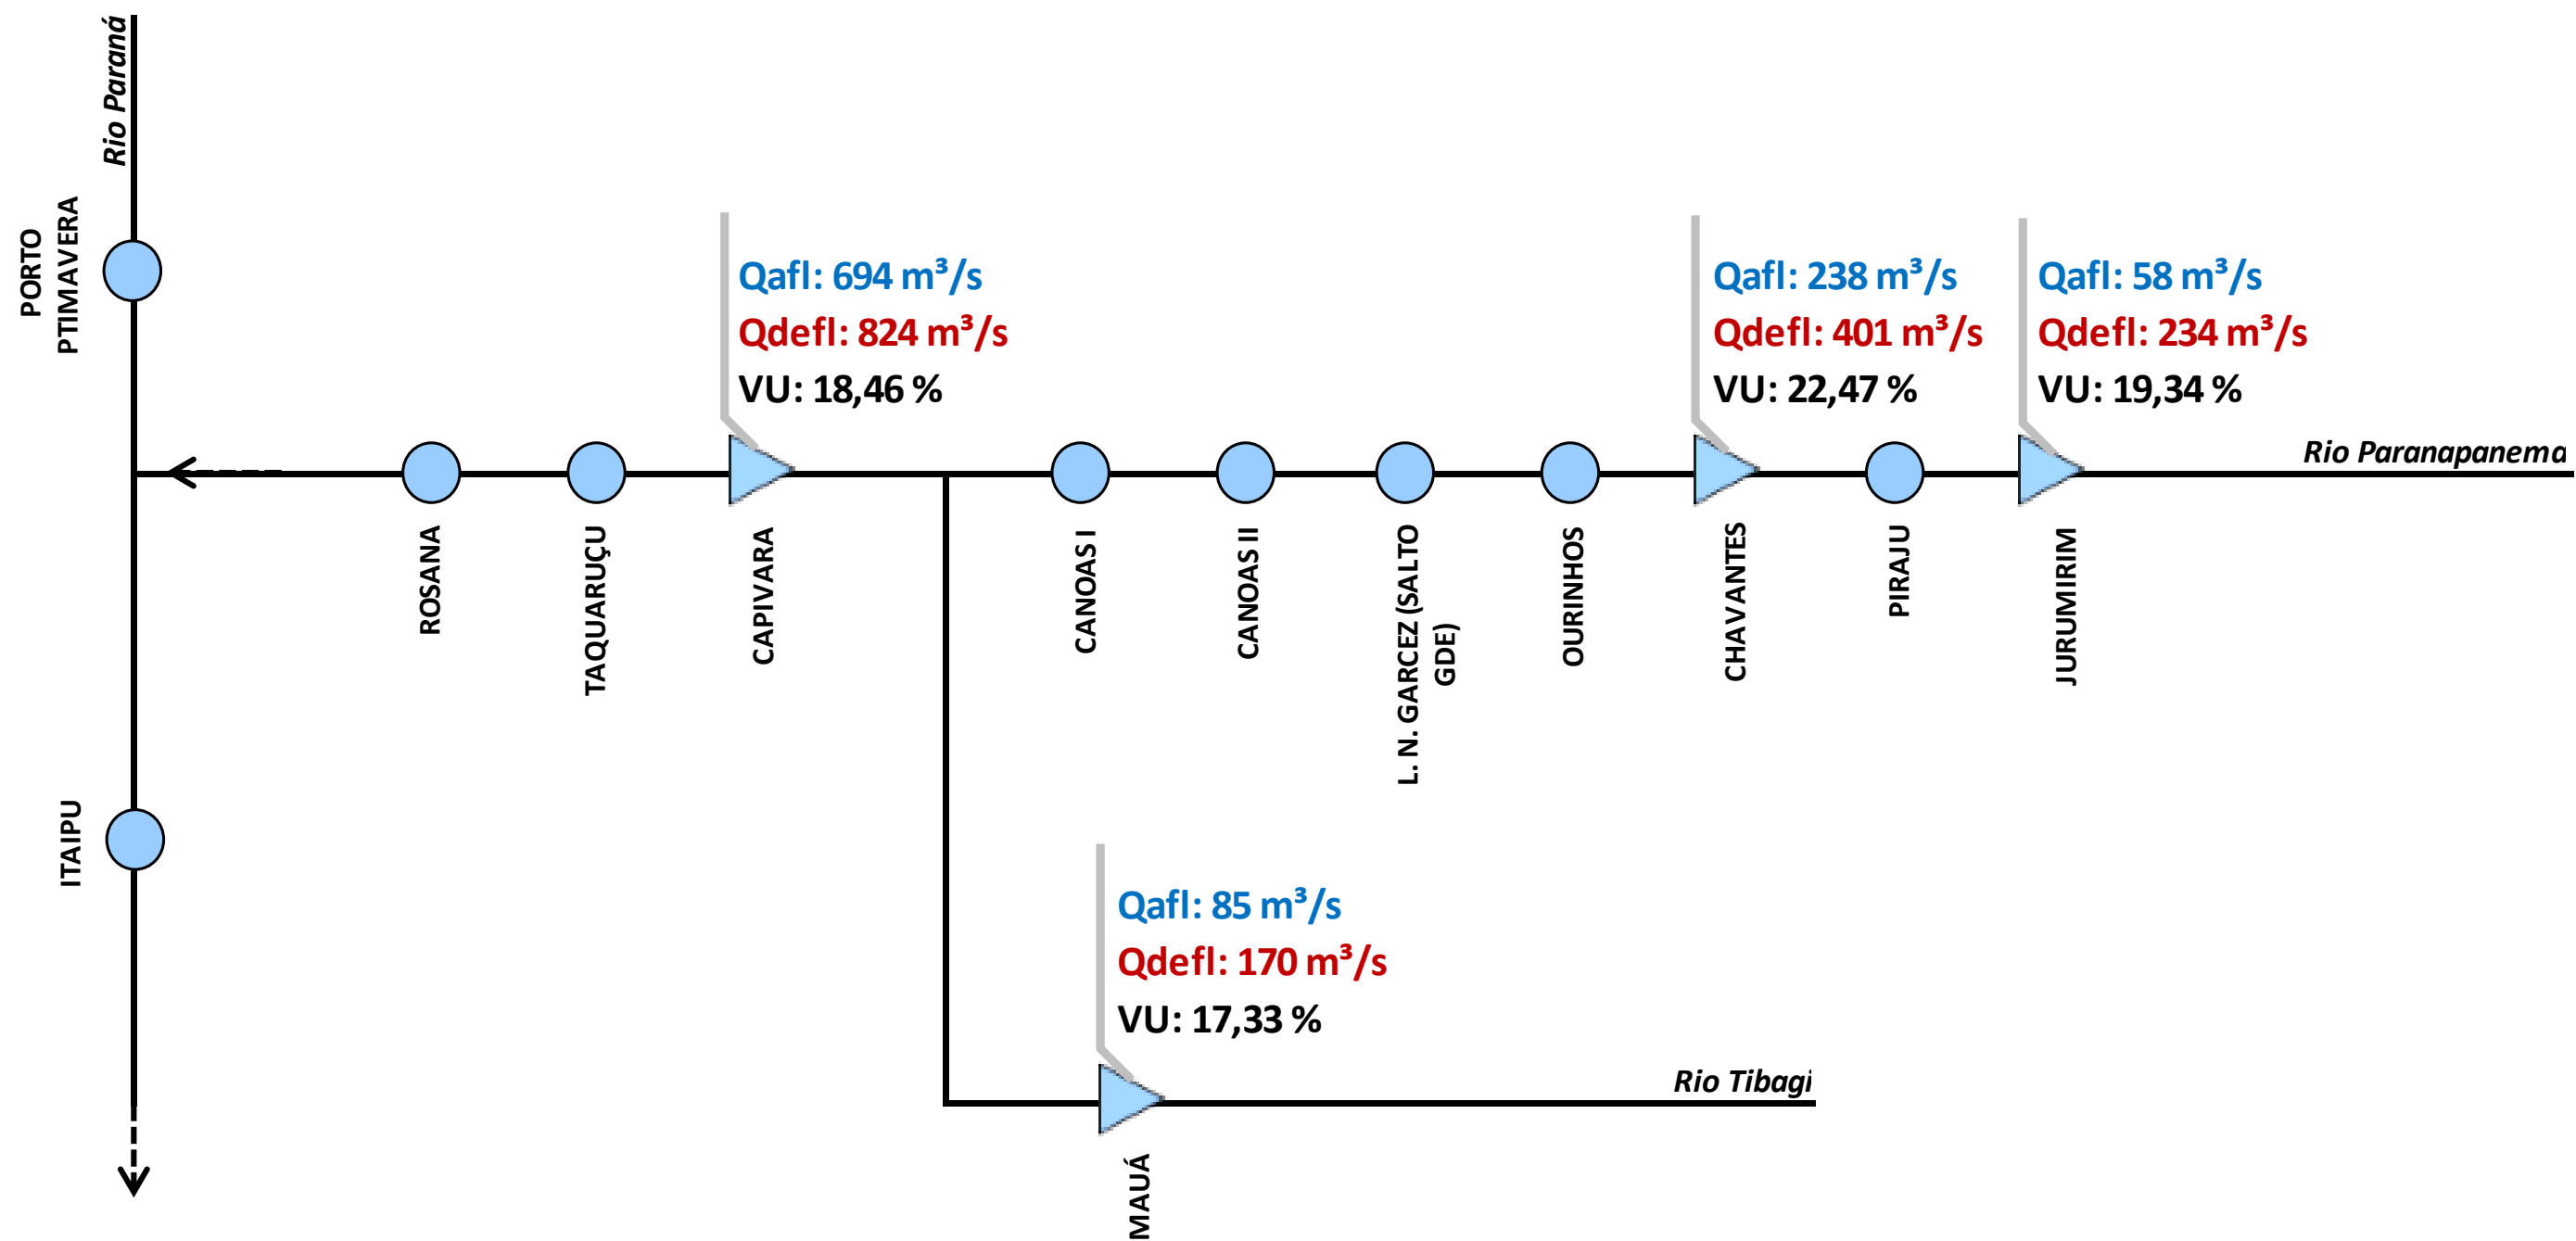 Rio Paraná
PORTO
PTIMAVERA
Qafl: 694 m³/s
Qdefl: 824 m³/s
VU: 18,46 %
Qafl: 238 m³/s
Qdefl: 401 m³/s
VU: 22,47 %
Qafl: 58 m³/s
Qdefl: 234 m³/s
VU: 19,34 %
Rio Paranapanema
ROSANA
TAQUARUÇU
CAPIVARA
CANOAS I
CANOAS II
L. N. GARCEZ (SALTO
GDE)
OURINHOS
CHAVANTES
PIRAJU
JURUMIRIM
ITAIPU
Qafl: 85 m³/s
Qdefl: 170 m³/s
VU: 17,33 %
Rio Tibagi
MAUÁ